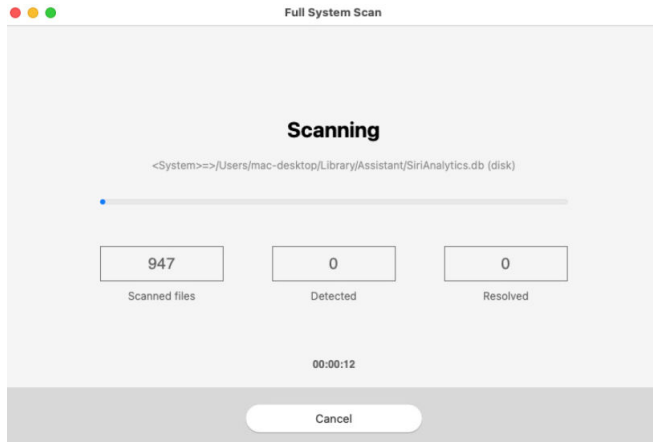 Full System Scan
Scanning
<System>=>/Users/mac-desktop/Library/Assistant/SiriAnalytics.db (disk)
947 0 0
Scanned files Detected Resolved
00:00:12
Cancel